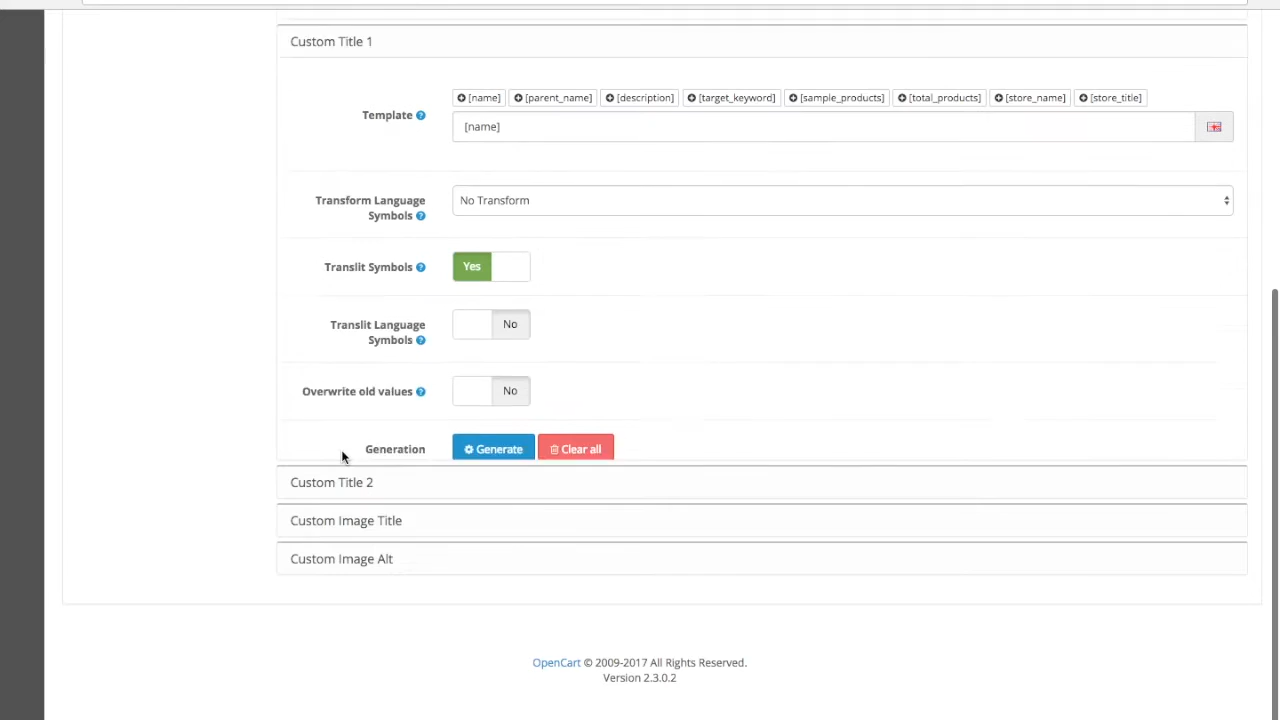 Custom Title 1
[name] [parent_name] [description] [target_keyword] [sample_products] [total_products] [store_name] [store_title]
Template
[name]
Transform Language
Symbols
No Transform
Translit Symbols
Yes
Translit Language
Symbols
No
Overwrite old values
No
Generation
Generate
Clear all
Custom Title 2
Custom Image Title
Custom Image Alt
OpenCart © 2009-2017 All Rights Reserved.
Version 2.3.0.2